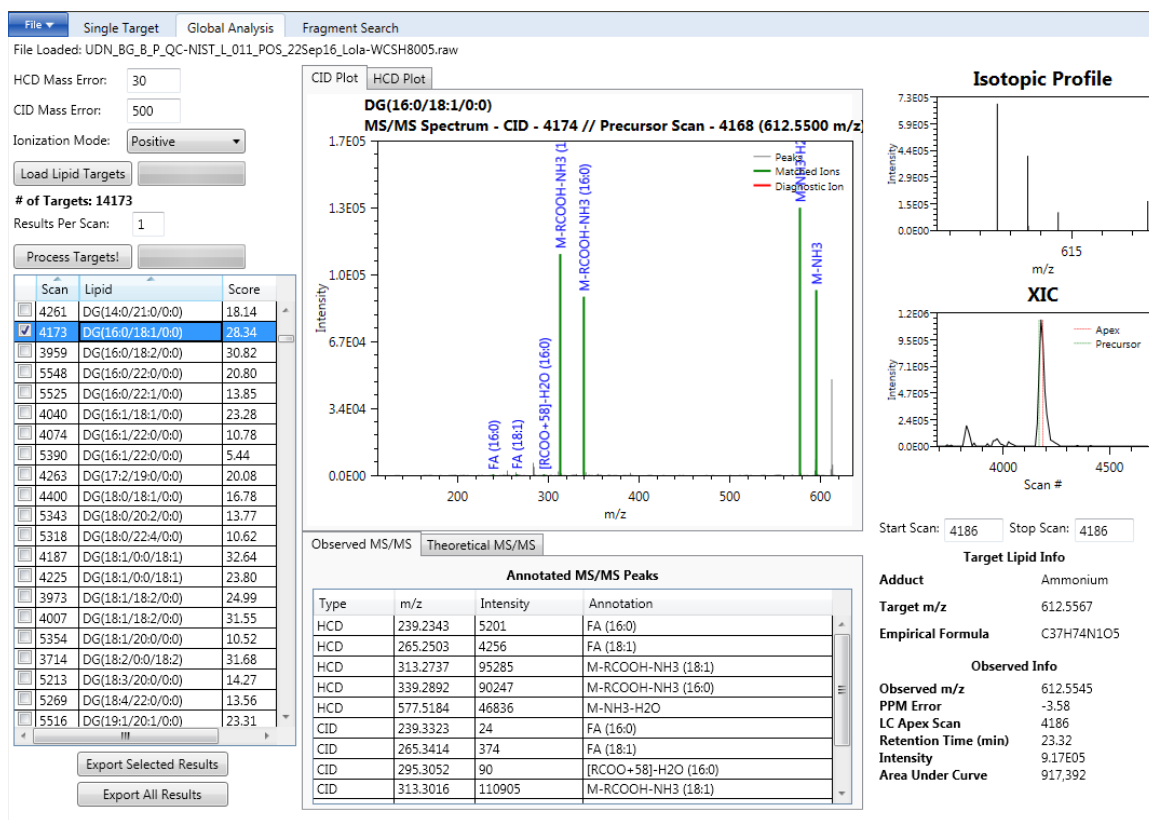 File ▼ Single Target Global Analysis Fragment Search
File Loaded: UDN_BG_B_P_QC-NIST_L_011_POS_22Sep16_Lola-WCSH8005.raw
HCD Mass Error: 30
CID Mass Error: 500
Ionization Mode: Positive
Load Lipid Targets
# of Targets: 14173
Results Per Scan: 1
Process Targets!
Scan Lipid Score
4261 DG(14:0/21:0/0:0) 18.14
4173 DG(16:0/18:1/0:0) 28.34
3959 DG(16:0/18:2/0:0) 30.82
5548 DG(16:0/22:0/0:0) 20.80
5525 DG(16:0/22:1/0:0) 13.85
4040 DG(16:1/18:1/0:0) 23.28
4074 DG(16:1/22:0/0:0) 10.78
5390 DG(16:1/22:0/0:0) 5.44
4263 DG(17:2/19:0/0:0) 20.08
4400 DG(18:0/18:1/0:0) 16.78
5343 DG(18:0/20:2/0:0) 13.77
5318 DG(18:0/22:4/0:0) 10.62
4187 DG(18:1/0:0/18:1) 32.64
4225 DG(18:1/0:0/18:1) 23.80
3973 DG(18:1/18:2/0:0) 24.99
4007 DG(18:1/18:2/0:0) 31.55
5354 DG(18:1/20:0/0:0) 10.52
3714 DG(18:2/0:0/18:2) 31.68
5213 DG(18:3/20:0/0:0) 14.27
5269 DG(18:4/22:0/0:0) 13.56
5516 DG(19:1/20:1/0:0) 23.31
Export Selected Results
Export All Results
CID Plot HCD Plot
DG(16:0/18:1/0:0)
MS/MS Spectrum - CID - 4174 // Precursor Scan - 4168 (612.5500 m/z)
1.7E05
1.3E05
1.0E05
6.7E04
3.4E04
0.0E00
Intensity
200 300 400 500 600
m/z
FA (16:0)
FA (18:1)
[RCOO+58]-H2O (16:0)
M-RCOOH-NH3 (1
M-RCOOH-NH3 (16:0)
M-NH3-H2
M-NH3
Peaks
Matched Ions
Diagnostic Ion
Observed MS/MS Theoretical MS/MS
Annotated MS/MS Peaks
Type m/z Intensity Annotation
HCD 239.2343 5201 FA (16:0)
HCD 265.2503 4256 FA (18:1)
HCD 313.2737 95285 M-RCOOH-NH3 (18:1)
HCD 339.2892 90247 M-RCOOH-NH3 (16:0)
HCD 577.5184 46836 M-NH3-H2O
CID 239.3323 24 FA (16:0)
CID 265.3414 374 FA (18:1)
CID 295.3052 90 [RCOO+58]-H2O (16:0)
CID 313.3016 110905 M-RCOOH-NH3 (18:1)
Isotopic Profile
7.3E05
5.9E05
4.4E05
2.9E05
1.5E05
0.0E00
Intensity
615
m/z
XIC
1.2E06
9.5E05
7.1E05
4.7E05
2.4E05
0.0E00
Intensity
Apex
Precursor
4000 4500
Scan #
Start Scan: 4186 Stop Scan: 4186
Target Lipid Info
Adduct Ammonium
Target m/z 612.5567
Empirical Formula C37H74N1O5
Observed Info
Observed m/z 612.5545
PPM Error -3.58
LC Apex Scan 4186
Retention Time (min) 23.32
Intensity 9.17E05
Area Under Curve 917,392